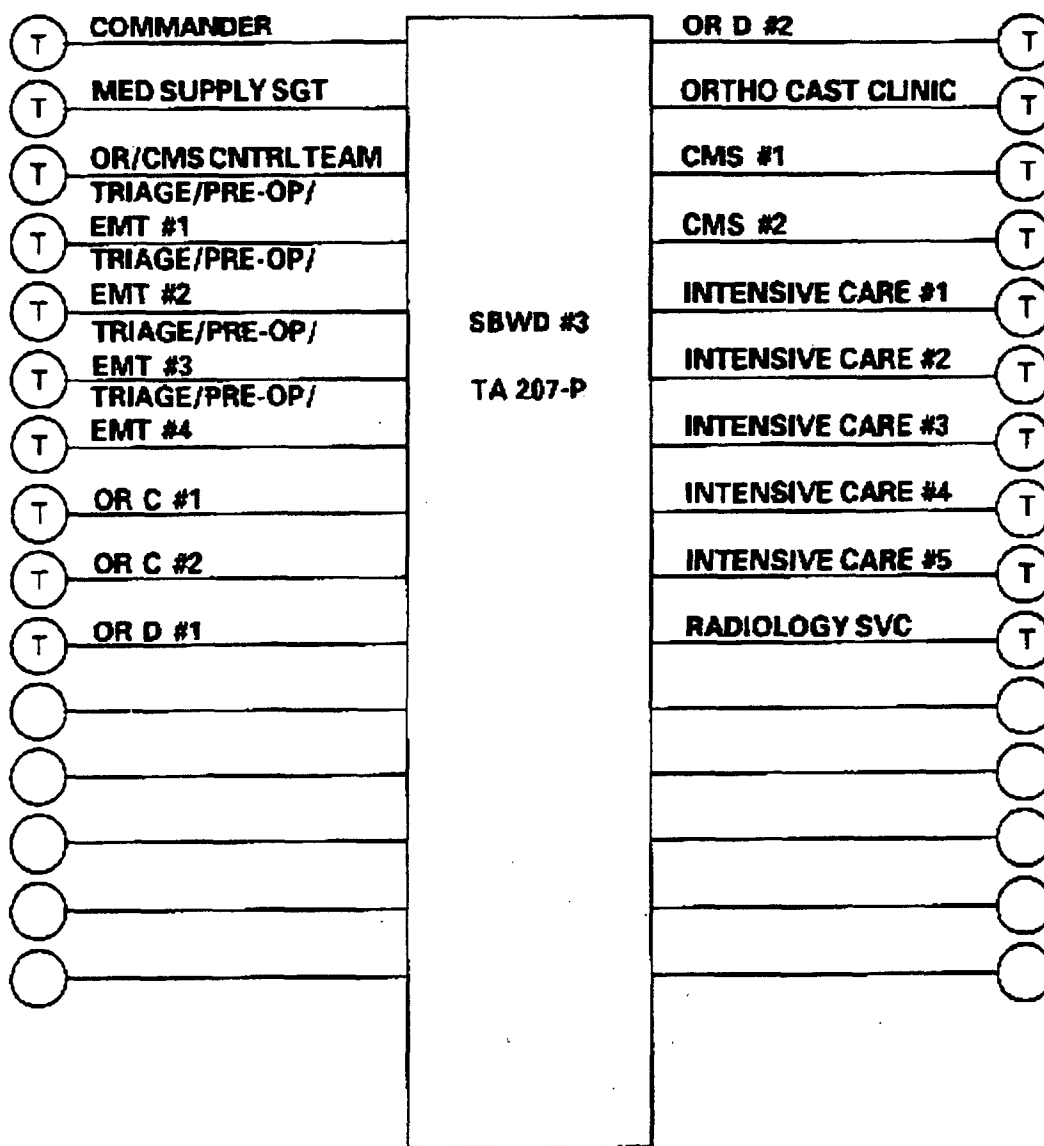 T COMMANDER
T MED SUPPLY SGT
T OR/CMS CNTRL TEAM
TRIAGE/PRE-OP/
T EMT #1
TRIAGE/PRE-OP/
T EMT #2
TRIAGE/PRE-OP/
T EMT #3
TRIAGE/PRE-OP/
T EMT #4
T OR C #1
T OR C #2
T OR D #1
SBWD #3
TA 207-P
OR D #2 T
ORTHO CAST CLINIC T
CMS #1 T
CMS #2 T
INTENSIVE CARE #1 T
INTENSIVE CARE #2 T
INTENSIVE CARE #3 T
INTENSIVE CARE #4 T
INTENSIVE CARE #5 T
RADIOLOGY SVC T